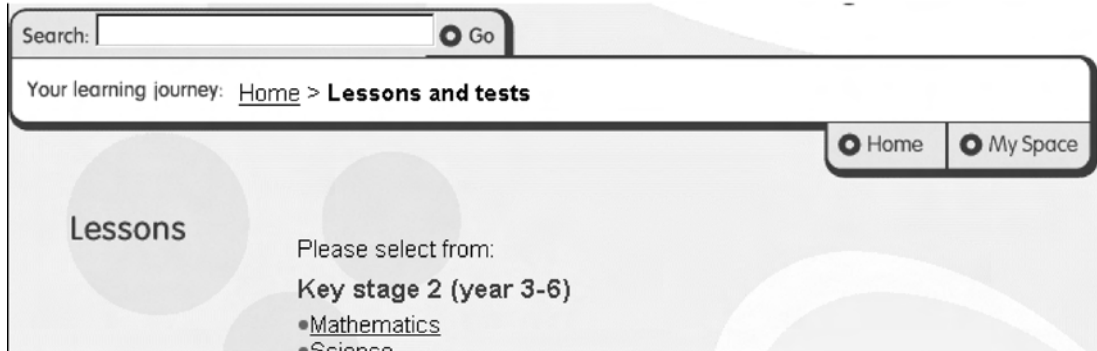 Search: Go
Your learning journey: Home > Lessons and tests
Home My Space
Lessons
Please select from:
Key stage 2 (year 3-6)
•Mathematics
•Science